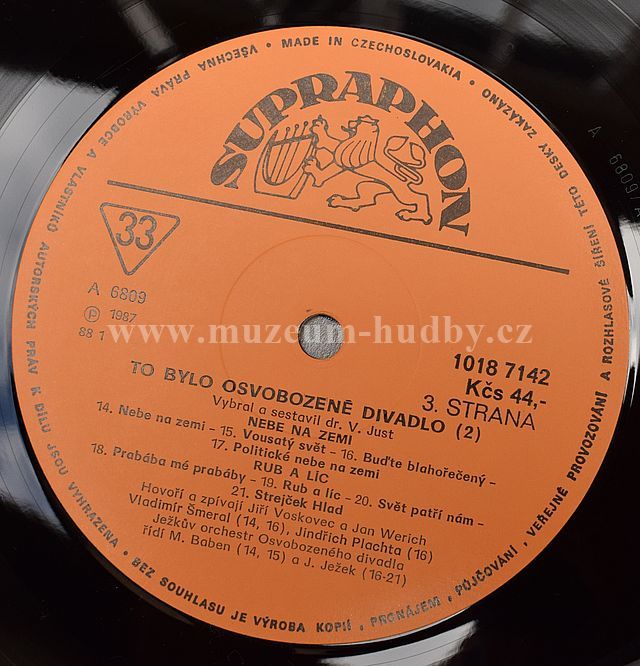 VŠECHNA PRÁVA VÝROBCE A VLASTNÍKŮ AUTORSKÝCH PRÁV K DÍLU JSOU VYHRAZENA • BEZ SOUHLASU JE VÝROBA KOPIÍ, PRONÁJEM, PŮJČOVÁNÍ, VEŘEJNÉ PROVOZOVÁNÍ A ROZHLASOVÉ ŠÍŘENÍ TÉTO DESKY ZAKÁZÁNO • MADE IN CZECHOSLOVAKIA •
SUPRAPHON
33
A 6809
Ⓟ 1987
88 1
www.muzeum-hudby.cz
1018 7142
Kčs 44,-
3. STRANA
TO BYLO OSVOBOZENÉ DIVADLO (2)
Vybral a sestavil dr. V. Just
NEBE NA ZEMI
14. Nebe na zemi – 15. Vousatý svět – 16. Buďte blahořečený –
17. Politické nebe na zemi
RUB A LÍC
18. Prabába mé prabáby – 19. Rub a líc – 20. Svět patří nám –
21. Strejček Hlad
Hovoří a zpívají Jiří Voskovec a Jan Werich
Vladimír Šmeral (14, 16), Jindřich Plachta (16)
Ježkův orchestr Osvobozeného divadla
řídí M. Baben (14, 15) a J. Ježek (16-21)
A 6809